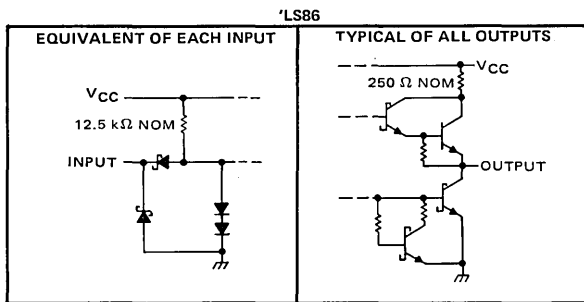 'LS86
EQUIVALENT OF EACH INPUT
VCC
12.5 kΩ NOM
INPUT
TYPICAL OF ALL OUTPUTS
VCC
250 Ω NOM
OUTPUT